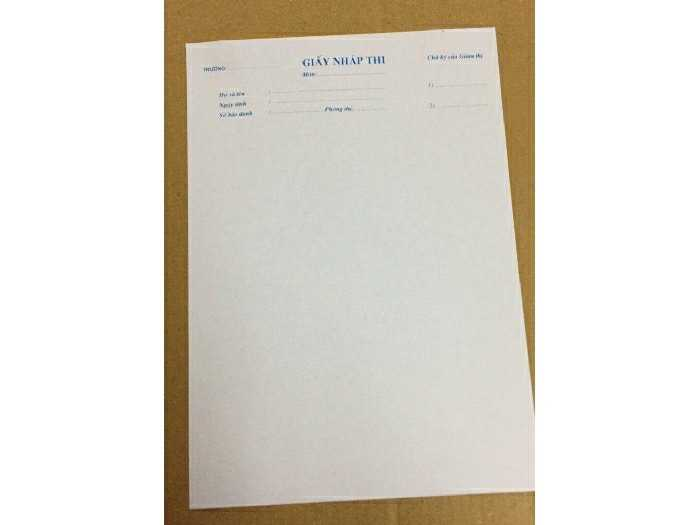 TRƯỜNG: GIẤY NHÁP THI Chữ ký của Giám thị
Môn: 1)
Họ và tên :
Ngày sinh :
Số báo danh : Phòng thi: 2)